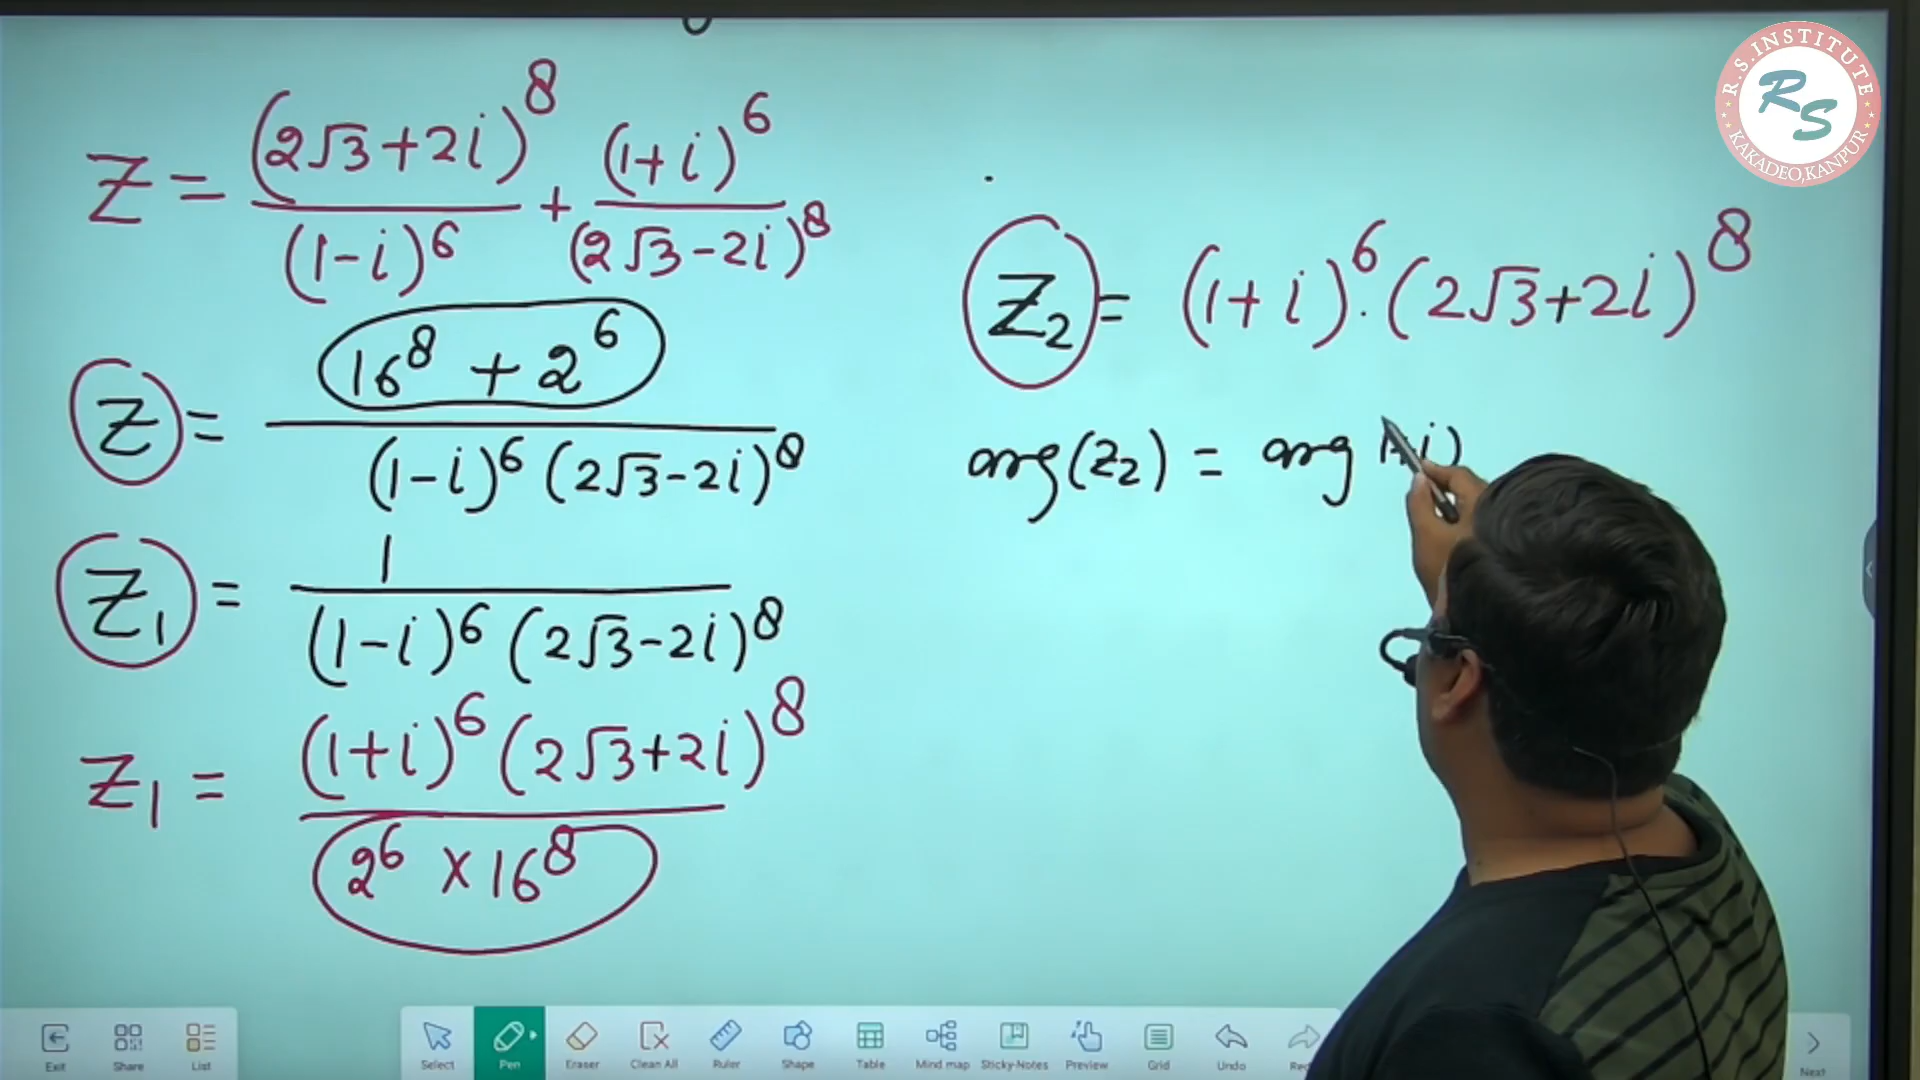 R.S. INSTITUTE
RS
KAKADEO, KANPUR
Z = (2√3+2i)^8 / (1-i)^6 + (1+i)^6 / (2√3-2i)^8
Z = 16^8 + 2^6 / (1-i)^6 (2√3-2i)^8
Z₁ = 1 / (1-i)^6 (2√3-2i)^8
Z₁ = (1+i)^6 (2√3+2i)^8 / 2^6 × 16^8
Z₂ = (1+i)^6 . (2√3+2i)^8
arg(Z₂) = arg
Exit Share List Select Pen Eraser Clean All Ruler Shape Table Mind map Sticky-Notes Preview Grid Undo Next